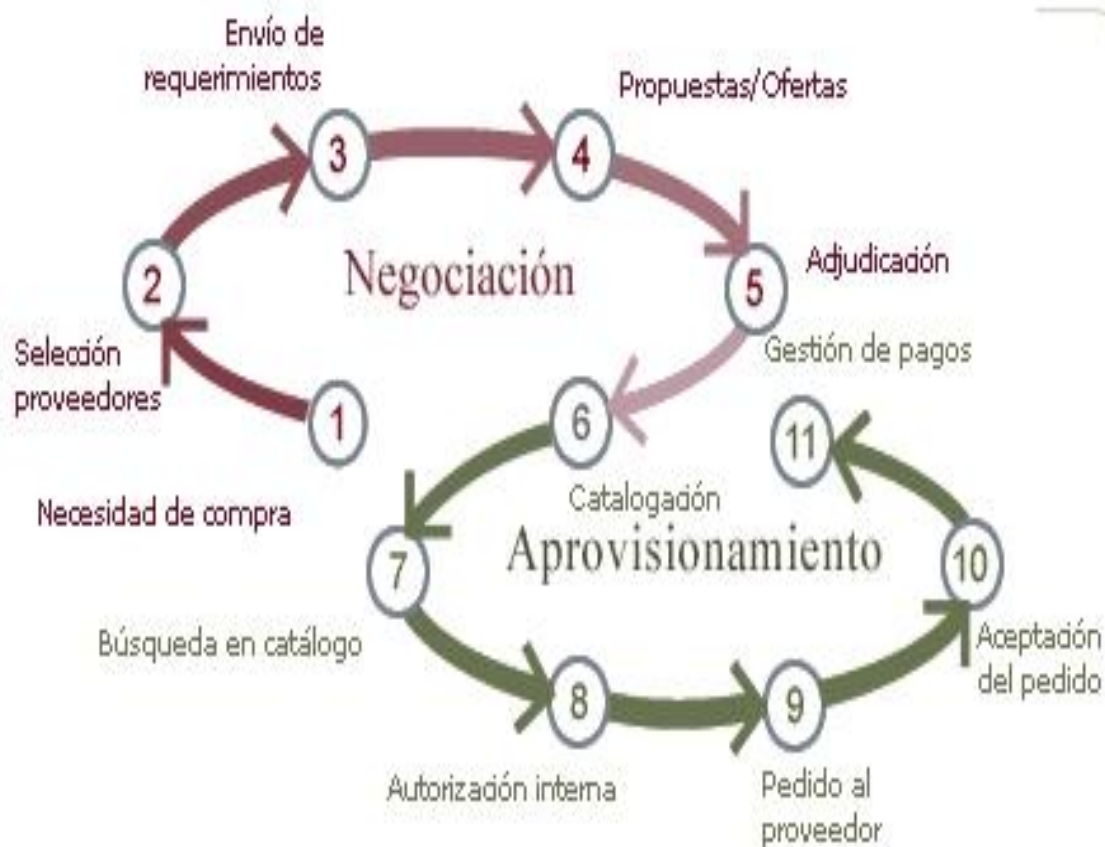 Envío de
requerimientos
3
4
Propuestas/Ofertas
2
Negociación
5
Adjudicación
Selección
proveedores
1
6
Gestión de pagos
11
Necesidad de compra
Catalogación
7
Aprovisionamiento
10
Búsqueda en catálogo
8
9
Aceptación
del pedido
Autorización interna
Pedido al
proveedor